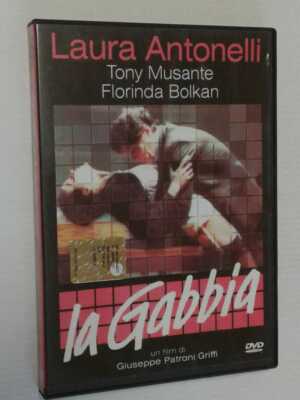 Laura Antonelli
Tony Musante
Florinda Bolkan
la Gabbia
un film di
Giuseppe Patroni Griffi
DVD